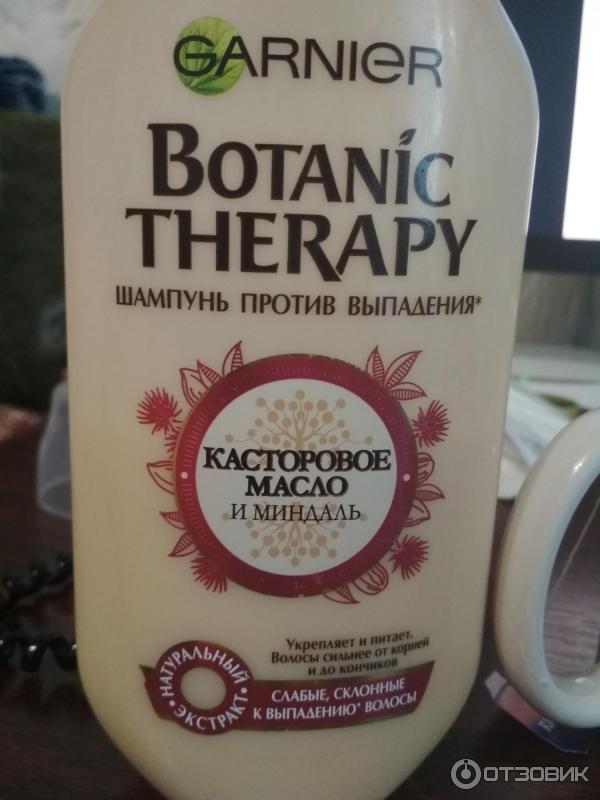 GARNIER
BOTANIC
THERAPY
ШАМПУНЬ ПРОТИВ ВЫПАДЕНИЯ*
КАСТОРОВОЕ
МАСЛО
И МИНДАЛЬ
Укрепляет и питает.
Волосы сильнее от корней
и до кончиков
НАТУРАЛЬНЫЙ
ЭКСТРАКТ
СЛАБЫЕ, СКЛОННЫЕ
К ВЫПАДЕНИЮ* ВОЛОСЫ
ОТЗОВИК